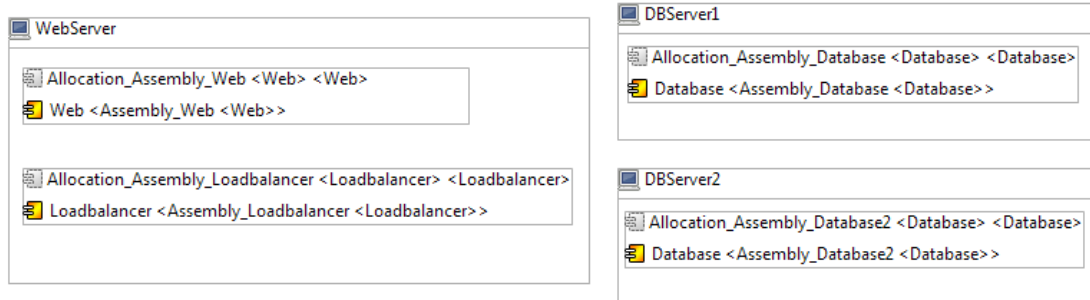 WebServer
Allocation_Assembly_Web <Web> <Web>
Web <Assembly_Web <Web>>
Allocation_Assembly_Loadbalancer <Loadbalancer> <Loadbalancer>
Loadbalancer <Assembly_Loadbalancer <Loadbalancer>>
DBServer1
Allocation_Assembly_Database <Database> <Database>
Database <Assembly_Database <Database>>
DBServer2
Allocation_Assembly_Database2 <Database> <Database>
Database <Assembly_Database2 <Database>>